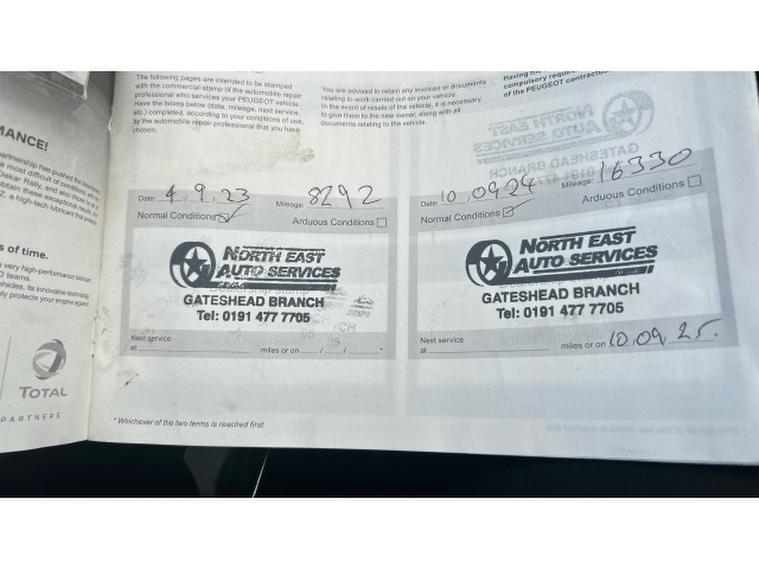 MANCE!
s of time.
TOTAL
PARTNERS
The following pages are intended to be stamped
with the commercial stamp of the automobile repair
professional who services your PEUGEOT vehicle.
Have the boxes below (date, mileage, next service,
etc.) completed, according to your conditions of use,
by the automobile repair professional that you have
chosen.
You are advised to retain any invoices or documents
relating to work carried out on your vehicle.
In the event of resale of the vehicle, it is necessary
to give them to the new owner, along with all
documents relating to the vehicle.
Having the
compulsory requi
of the PEUGEOT contractu
Date: 4.9.23 Mileage: 8292
Normal Conditions Arduous Conditions
NORTH EAST
AUTO SERVICES
GATESHEAD BRANCH
Tel: 0191 477 7705
Next service
at miles or on / / *
Date: 10.09.24 Mileage: 16330
Normal Conditions Arduous Conditions
NORTH EAST
AUTO SERVICES
GATESHEAD BRANCH
Tel: 0191 477 7705
Next service
at miles or on 10.09.25.
* Whichever of the two terms is reached first.